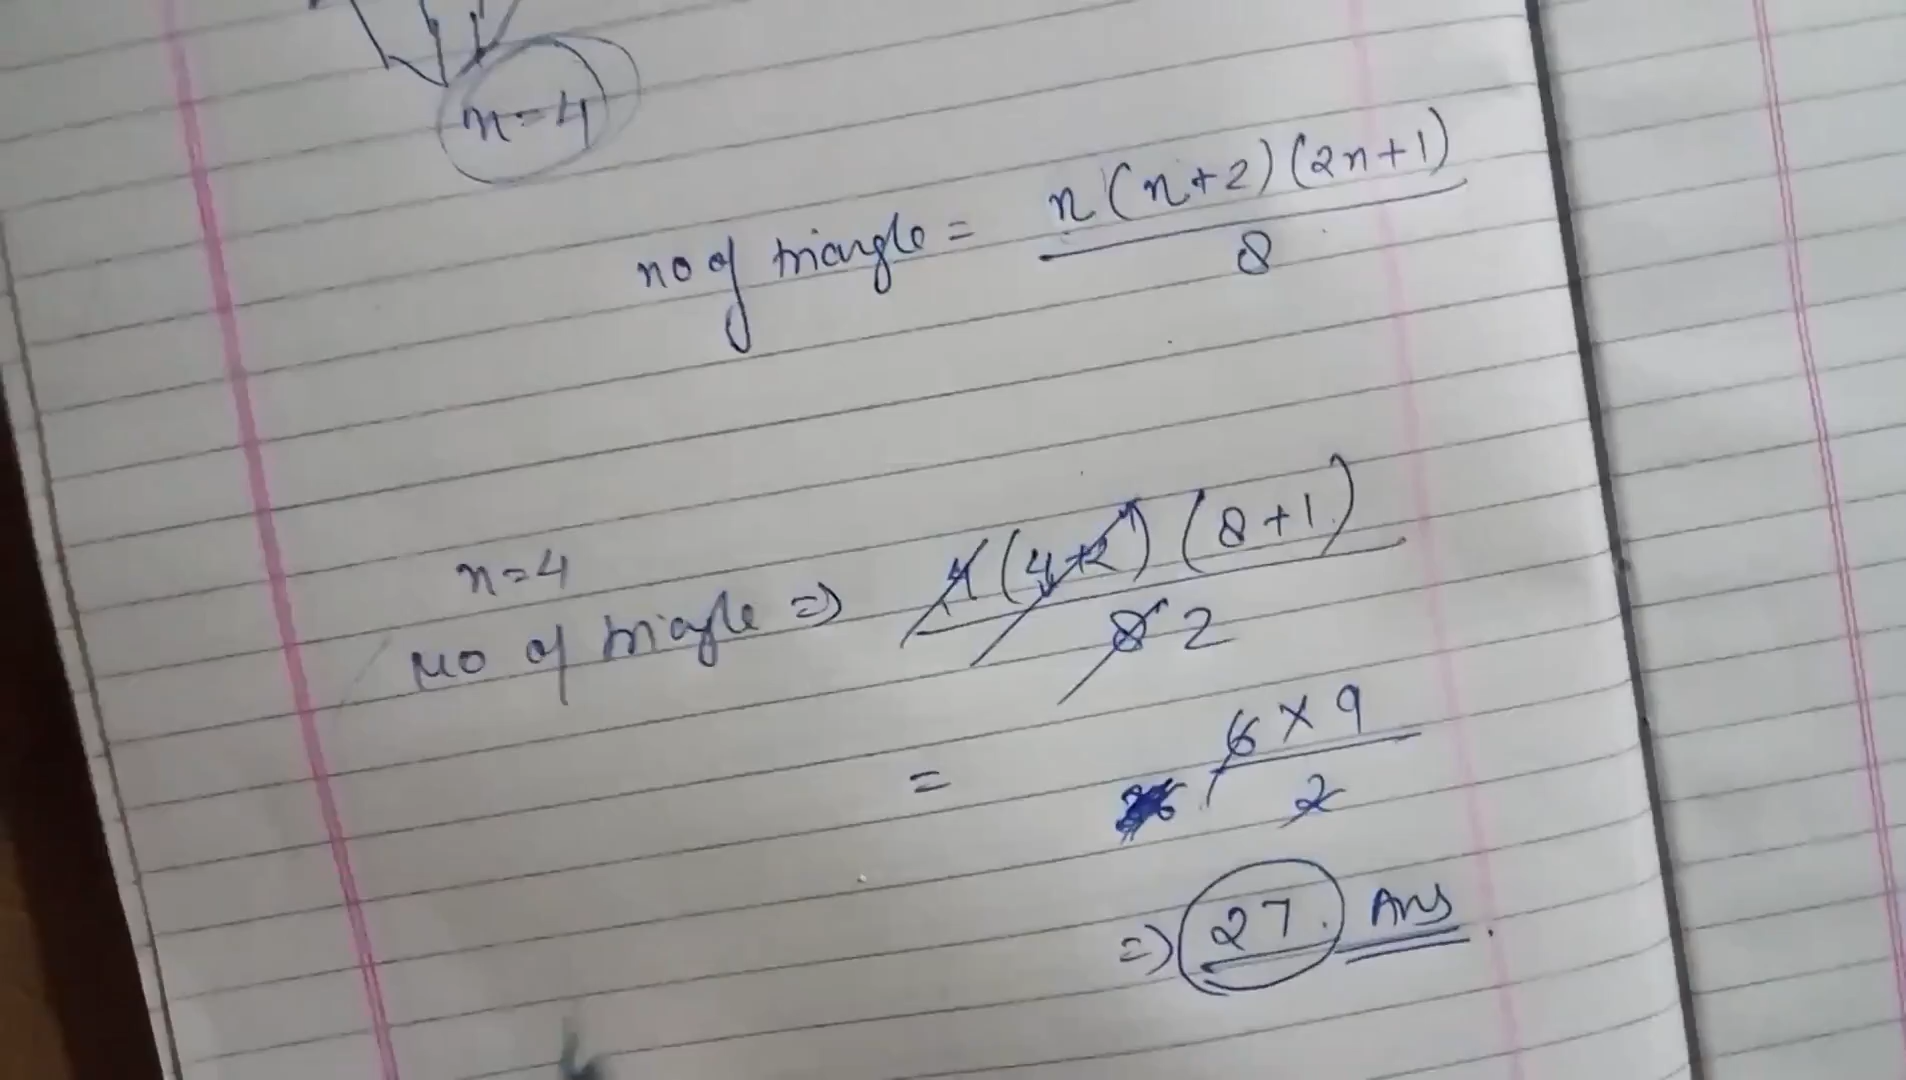 n=4
no of triangle = n(n+2)(2n+1)
8
n=4
no of triangle => 4(4+2)(8+1)
8 2
= 6×9
2
=> 27. Ans.